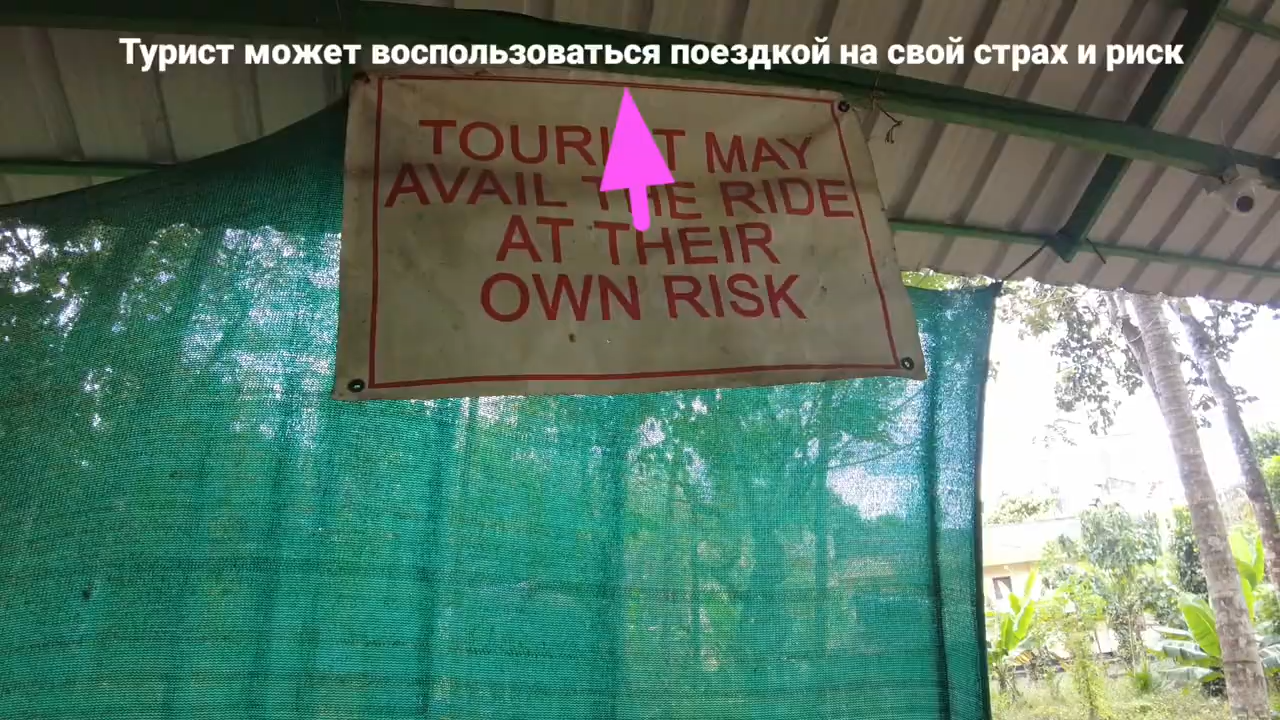 Турист может воспользоваться поездкой на свой страх и риск
TOURIST MAY
AVAIL THE RIDE
AT THEIR
OWN RISK